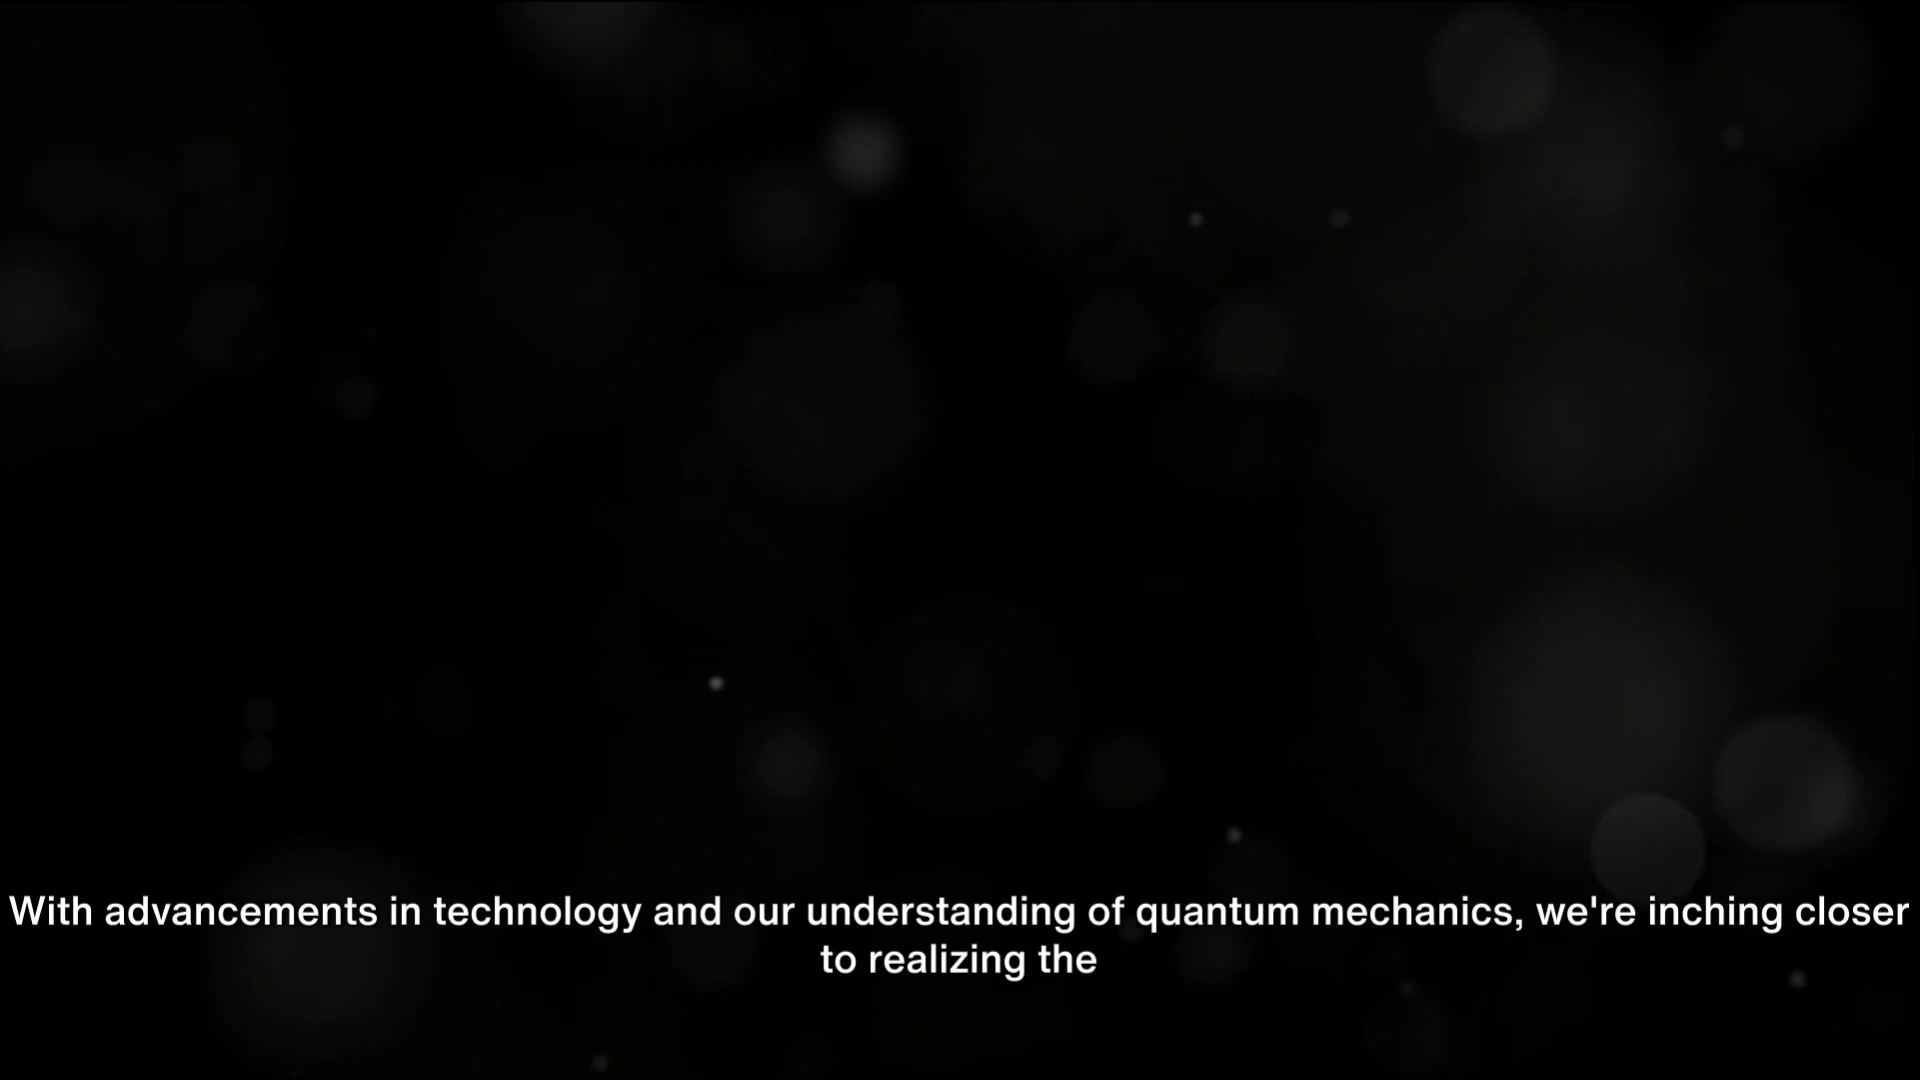 With advancements in technology and our understanding of quantum mechanics, we're inching closer
to realizing the